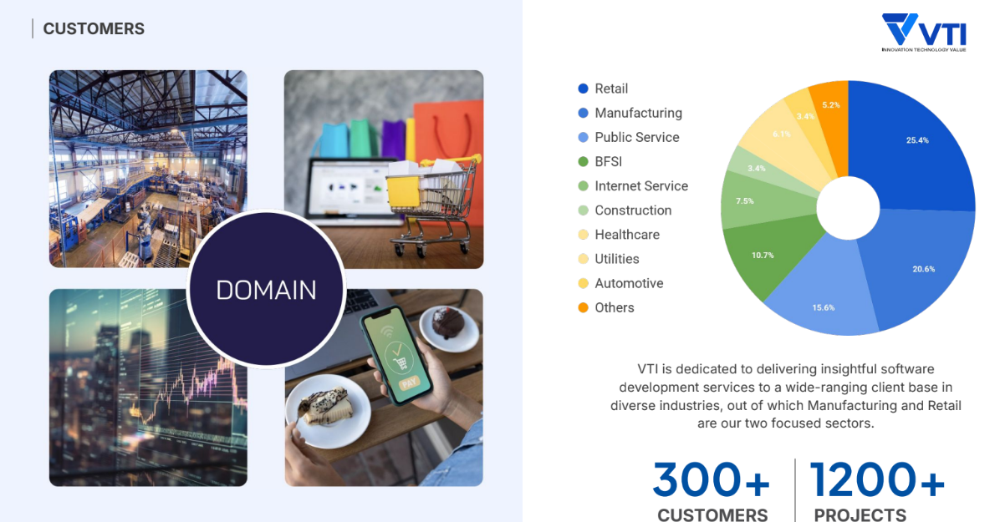 CUSTOMERS
DOMAIN
PAY
VTI
INNOVATION TECHNOLOGY VALUE
Retail
Manufacturing
Public Service
BFSI
Internet Service
Construction
Healthcare
Utilities
Automotive
Others
25.4%
20.6%
15.6%
10.7%
7.5%
3.4%
6.1%
3.4%
5.2%
VTI is dedicated to delivering insightful software
development services to a wide-ranging client base in
diverse industries, out of which Manufacturing and Retail
are our two focused sectors.
300+
CUSTOMERS
1200+
PROJECTS